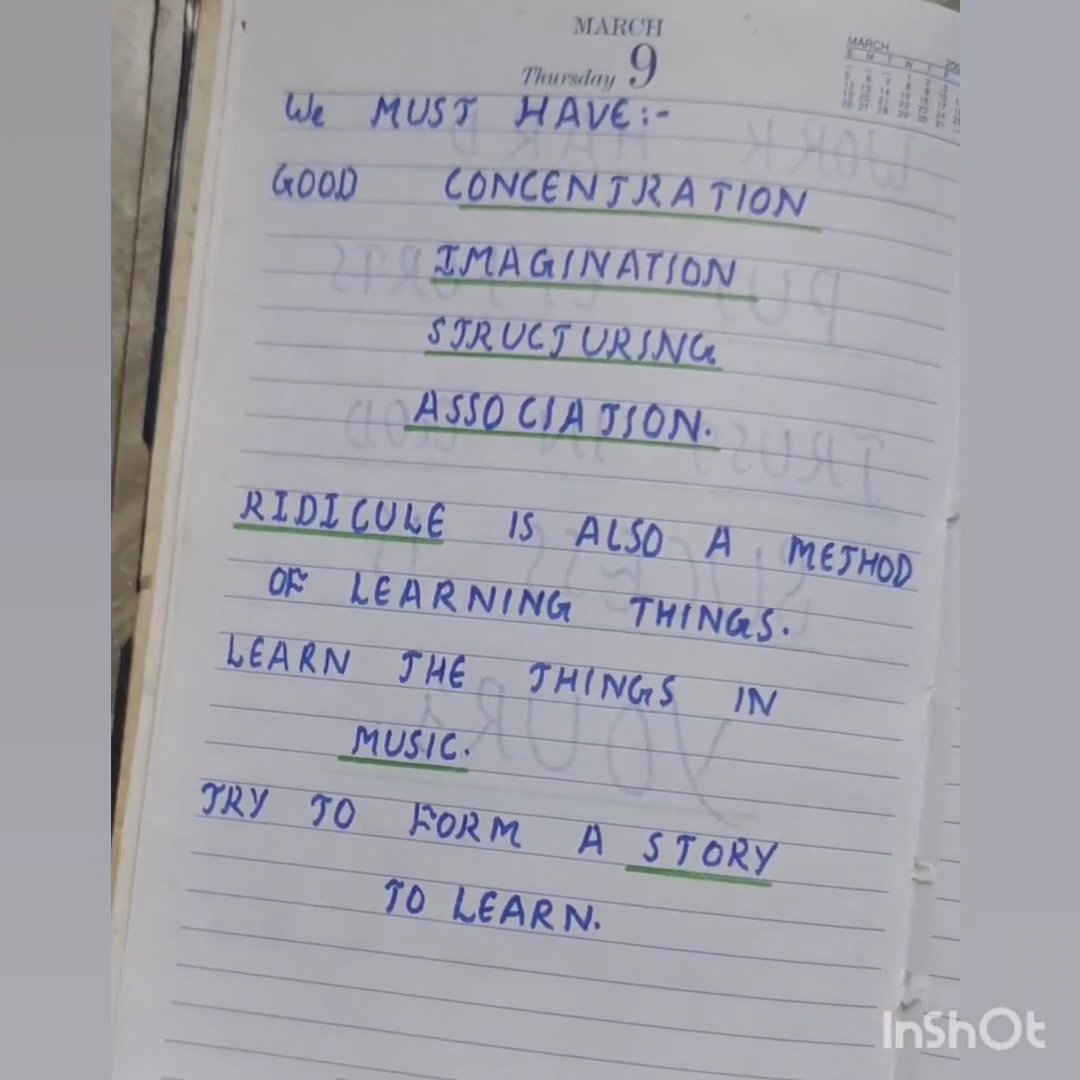 MARCH
Thursday 9
MARCH
We MUST HAVE:-
GOOD CONCENTRATION
IMAGINATION
STRUCTURING
ASSOCIATION.
RIDICULE IS ALSO A METHOD
OF LEARNING THINGS.
LEARN THE THINGS IN
MUSIC.
TRY TO FORM A STORY
TO LEARN.
InShOt